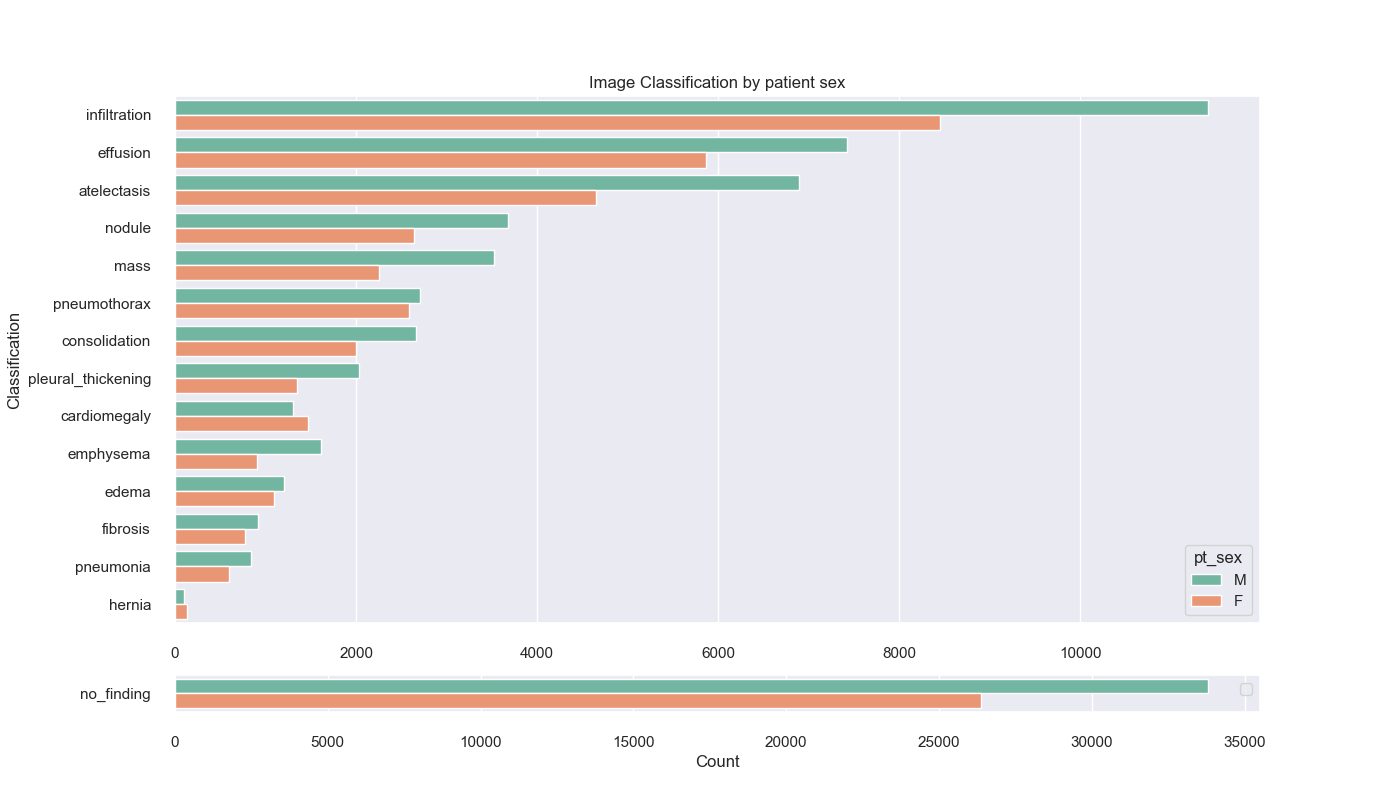 Image Classification by patient sex
Classification
infiltration
effusion
atelectasis
nodule
mass
pneumothorax
consolidation
pleural_thickening
cardiomegaly
emphysema
edema
fibrosis
pneumonia
hernia
pt_sex
M
F
0 2000 4000 6000 8000 10000
no_finding
0 5000 10000 15000 20000 25000 30000 35000
Count